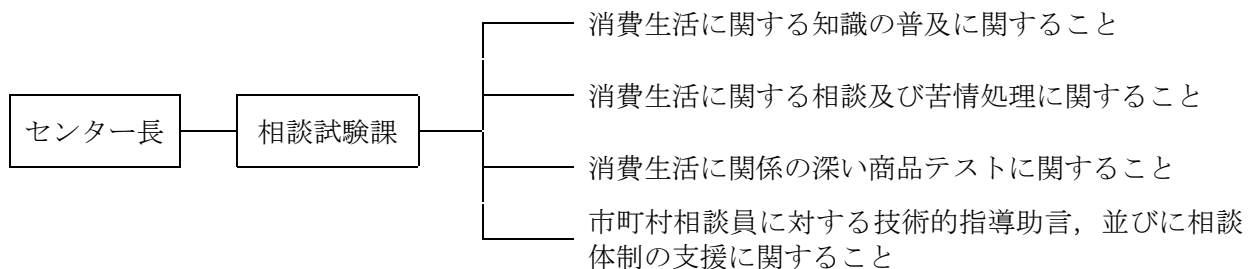 消費生活に関する知識の普及に関すること
消費生活に関する相談及び苦情処理に関すること
センター長
相談試験課
消費生活に関係の深い商品テストに関すること
市町村相談員に対する技術的指導助言，並びに相談
体制の支援に関すること